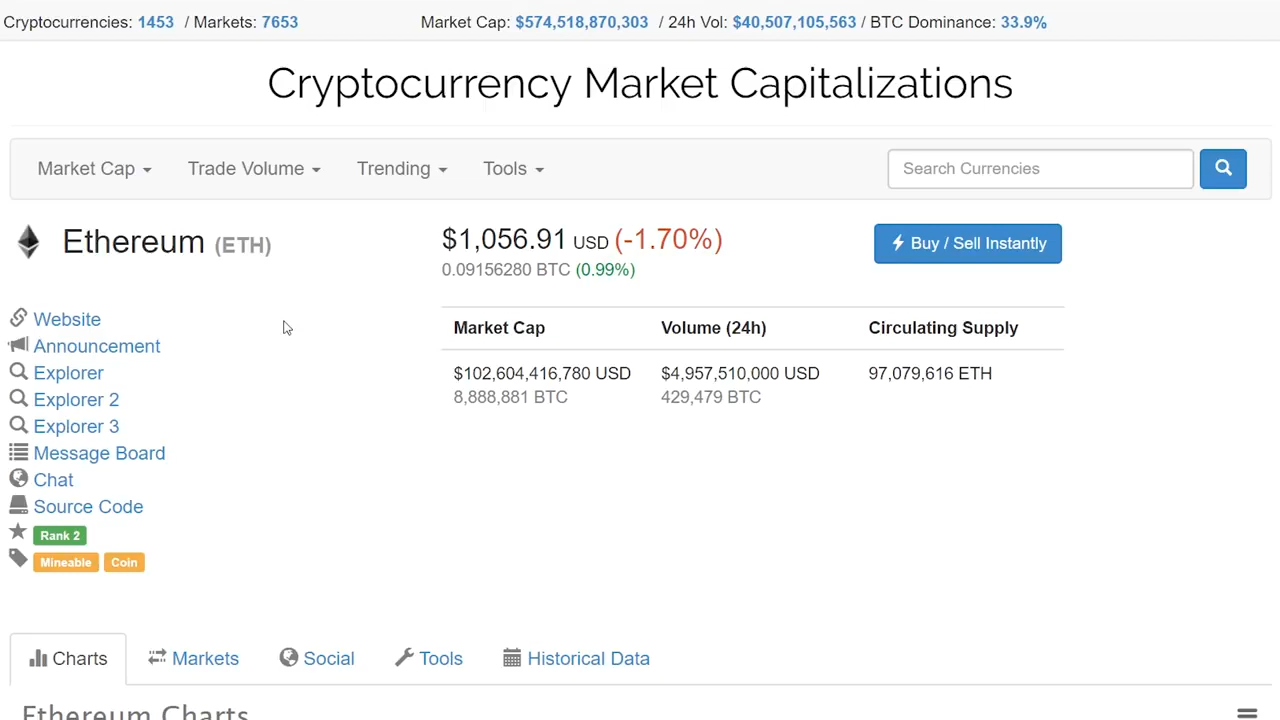 Cryptocurrencies: 1453 / Markets: 7653 Market Cap: $574,518,870,303 / 24h Vol: $40,507,105,563 / BTC Dominance: 33.9%
Cryptocurrency Market Capitalizations
Market Cap Trade Volume Trending Tools Search Currencies
Ethereum (ETH) $1,056.91 USD (-1.70%) Buy / Sell Instantly
0.09156280 BTC (0.99%)
Website
Market Cap Volume (24h) Circulating Supply
Announcement
Explorer
$102,604,416,780 USD $4,957,510,000 USD 97,079,616 ETH
8,888,881 BTC 429,479 BTC
Explorer 2
Explorer 3
Message Board
Chat
Source Code
Rank 2
Mineable Coin
Charts Markets Social Tools Historical Data
Ethereum Charts